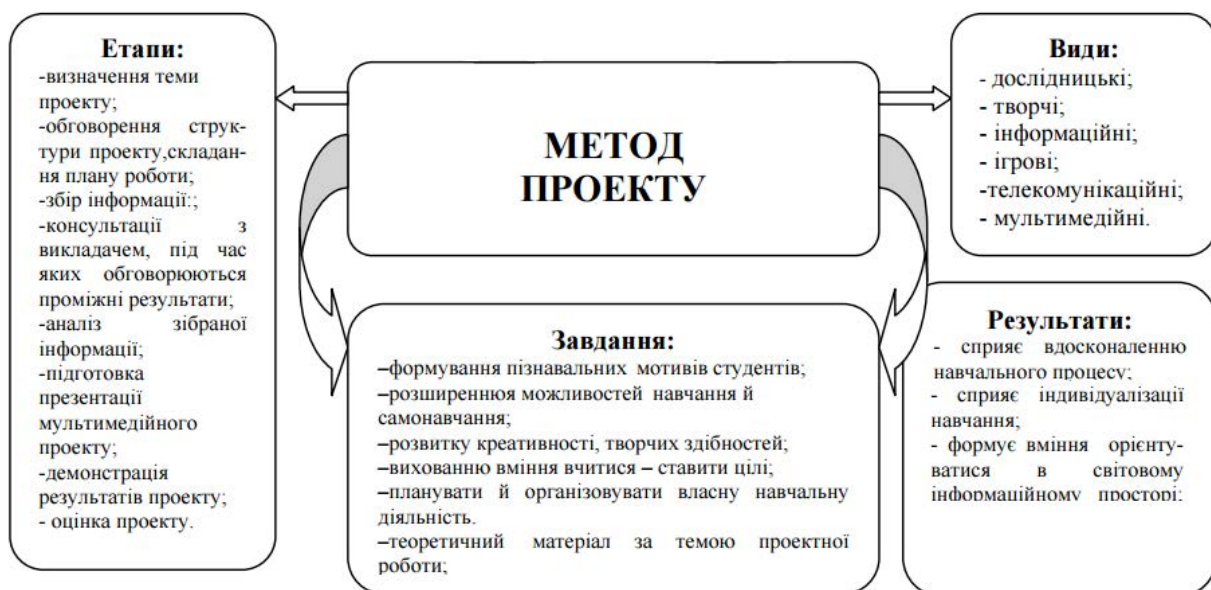 Етапи:
-визначення теми
проекту;
-обговорення струк-
тури проекту,складан-
ня плану роботи;
-збір інформації:;
-консультації з
викладачем, під час
яких обговорюються
проміжні результати;
-аналіз зібраної
інформації;
-підготовка
презентації
мультимедійного
проекту;
-демонстрація
результатів проекту;
- оцінка проекту.
МЕТОД
ПРОЕКТУ
Види:
- дослідницькі;
- творчі;
- інформаційні;
- ігрові;
-телекомунікаційні;
- мультимедійні.
Завдання:
–формування пізнавальних мотивів студентів;
–розширеннюя можливостей навчання й
самонавчання;
–розвитку креативності, творчих здібностей;
–вихованню вміння вчитися – ставити цілі;
–планувати й організовувати власну навчальну
діяльність.
–теоретичний матеріал за темою проектної
роботи;
Результати:
- сприяє вдосконаленню
навчального процесу;
- сприяє індивідуалізації
навчання;
- формує вміння орієнту-
ватися в світовому
інформаційному просторі;